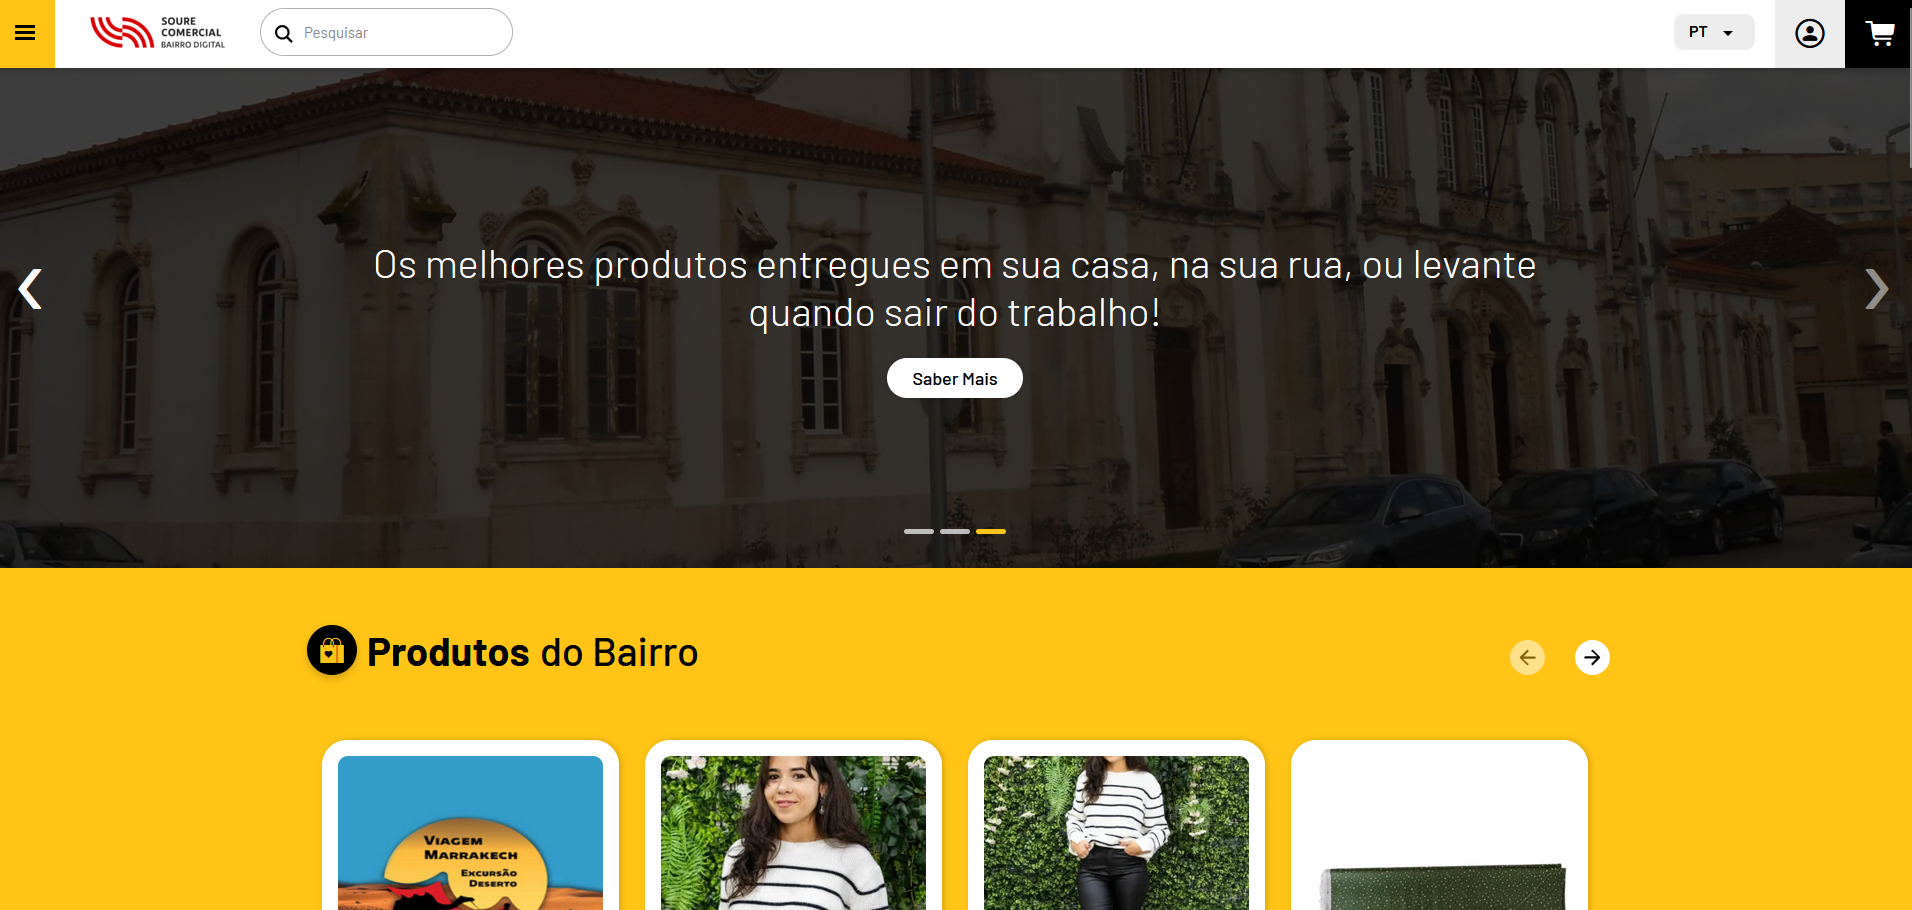 SOURE
COMERCIAL
BAIRRO DIGITAL
Pesquisar
PT
Os melhores produtos entregues em sua casa, na sua rua, ou levante
quando sair do trabalho!
Saber Mais
Produtos do Bairro
VIAGEM
MARRAKECH
EXCURSÃO
DESERTO